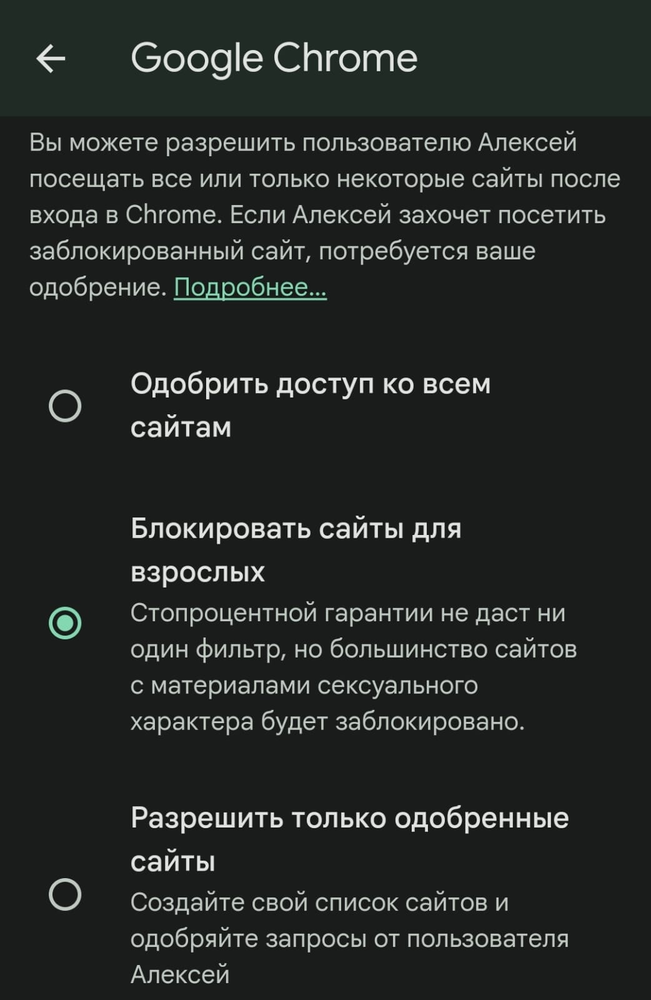 Google Chrome
Вы можете разрешить пользователю Алексей
посещать все или только некоторые сайты после
входа в Chrome. Если Алексей захочет посетить
заблокированный сайт, потребуется ваше
одобрение. Подробнее...
Одобрить доступ ко всем
сайтам
Блокировать сайты для
взрослых
Стопроцентной гарантии не даст ни
один фильтр, но большинство сайтов
с материалами сексуального
характера будет заблокировано.
Разрешить только одобренные
сайты
Создайте свой список сайтов и
одобряйте запросы от пользователя
Алексей